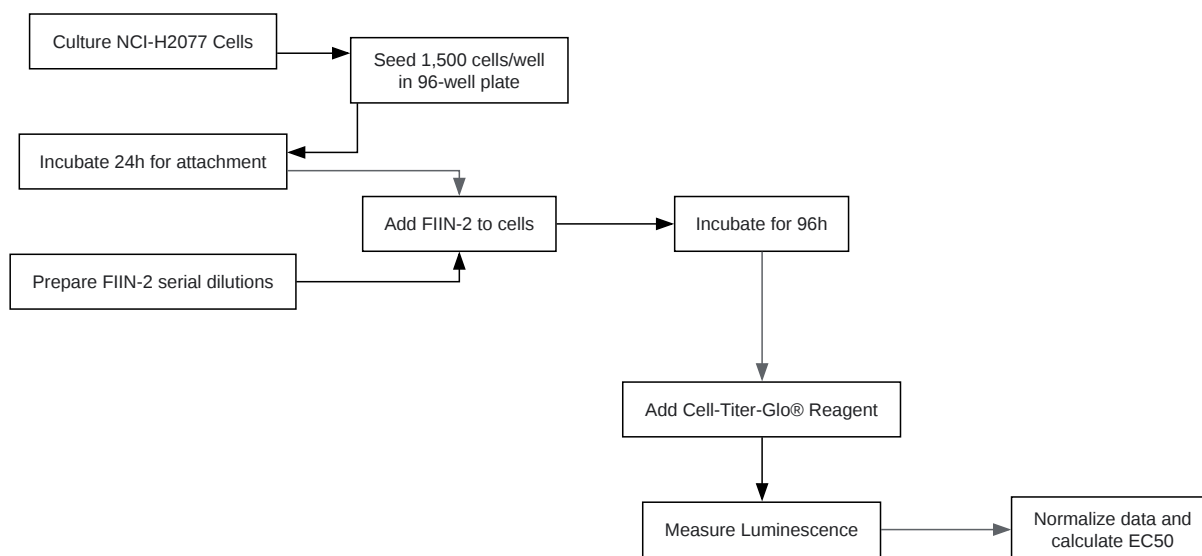 Culture NCI-H2077 Cells
Seed 1,500 cells/well
in 96-well plate
Incubate 24h for attachment
Add FIIN-2 to cells
Incubate for 96h
Prepare FIIN-2 serial dilutions
Add Cell-Titer-Glo® Reagent
Measure Luminescence
Normalize data and
calculate EC50